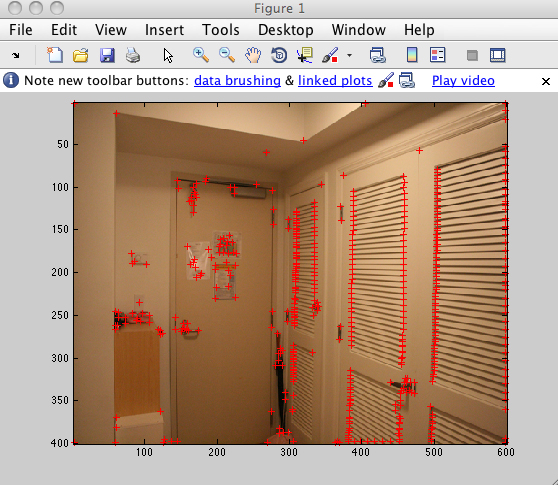 Figure 1
File Edit View Insert Tools Desktop Window Help
Note new toolbar buttons: data brushing & linked plots Play video
50
100
150
200
250
300
350
400
100 200 300 400 500 600